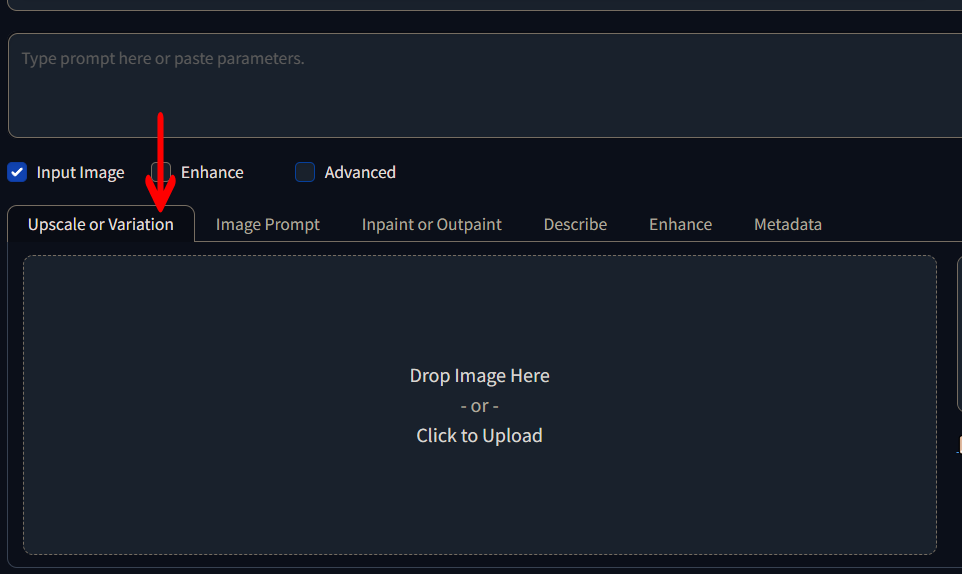 Type prompt here or paste parameters.
Input Image Enhance Advanced
Upscale or Variation Image Prompt Inpaint or Outpaint Describe Enhance Metadata
Drop Image Here
- or -
Click to Upload